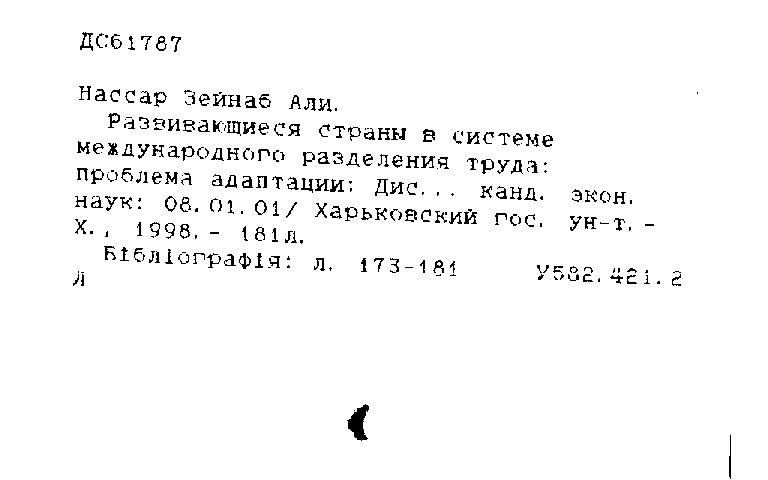 ДС61787
Нассар Зейнаб Али.
Развивающиеся страны в системе
международного разделения труда:
проблема адаптации: Дис... канд. экон.
наук: 08.01.01/ Харьковский гос. ун-т. -
Х., 1998. - 181л.
Бібліографія: л. 173-181 У582.421.2
Л